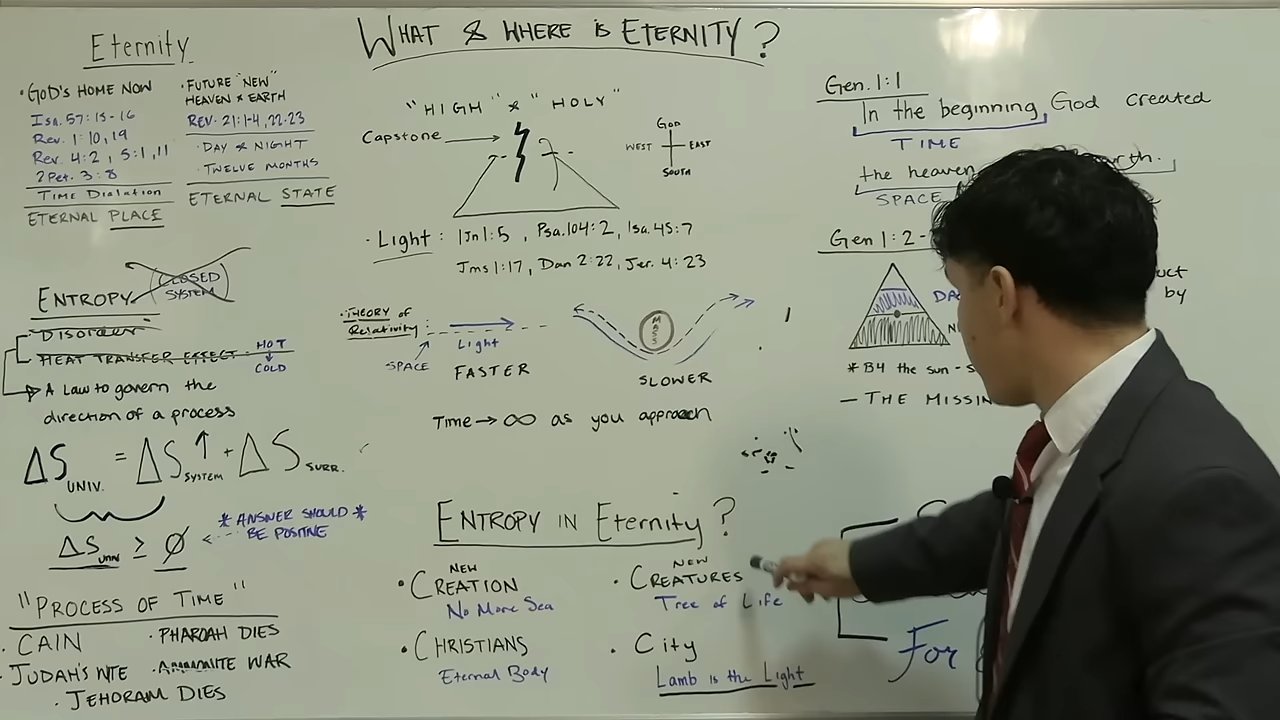 WHAT & WHERE IS ETERNITY?
Eternity
• GOD'S HOME NOW
Isa. 57:15-16
Rev. 1:10,19
Rev. 4:2, 5:1,11
2 Pet. 3:8
TIME DIALATION
ETERNAL PLACE
• FUTURE "NEW"
HEAVEN & EARTH
REV. 21:1-4, 22-23
• DAY & NIGHT
• TWELVE MONTHS
ETERNAL STATE
ENTROPY
CLOSED
SYSTEM
DISORDER
HEAT TRANSFER EFFECT
HOT
COLD
A LAW to govern the
direction of a process
ΔS UNIV. = ΔS SYSTEM ↑ + ΔS SURR.
ΔS UNIV ≥ 0
* ANSWER SHOULD *
BE POSITIVE
"PROCESS OF TIME"
• CAIN
• PHAROAH DIES
• JUDAH'S WIFE
• AMMONITE WAR
• JEHORAM DIES
"HIGH" & "HOLY"
Capstone
GOD
WEST
EAST
SOUTH
• Light: 1Jn 1:5, Psa. 104:2, Isa. 45:7
Jms 1:17, Dan 2:22, Jer. 4:23
• THEORY of
Relativity:
Light
SPACE
FASTER
MASS
SLOWER
Time → ∞ as you approach
ENTROPY IN Eternity?
• NEW
CREATION
No More Sea
• NEW
CREATURES
Tree of Life
• CHRISTIANS
Eternal Body
• City
Lamb is the Light
Gen. 1:1
In the beginning, God created
TIME
the heaven
rth.
SPACE
Gen 1:2-
DA
uct
by
* B4 the sun - S
— THE MISSIN
For